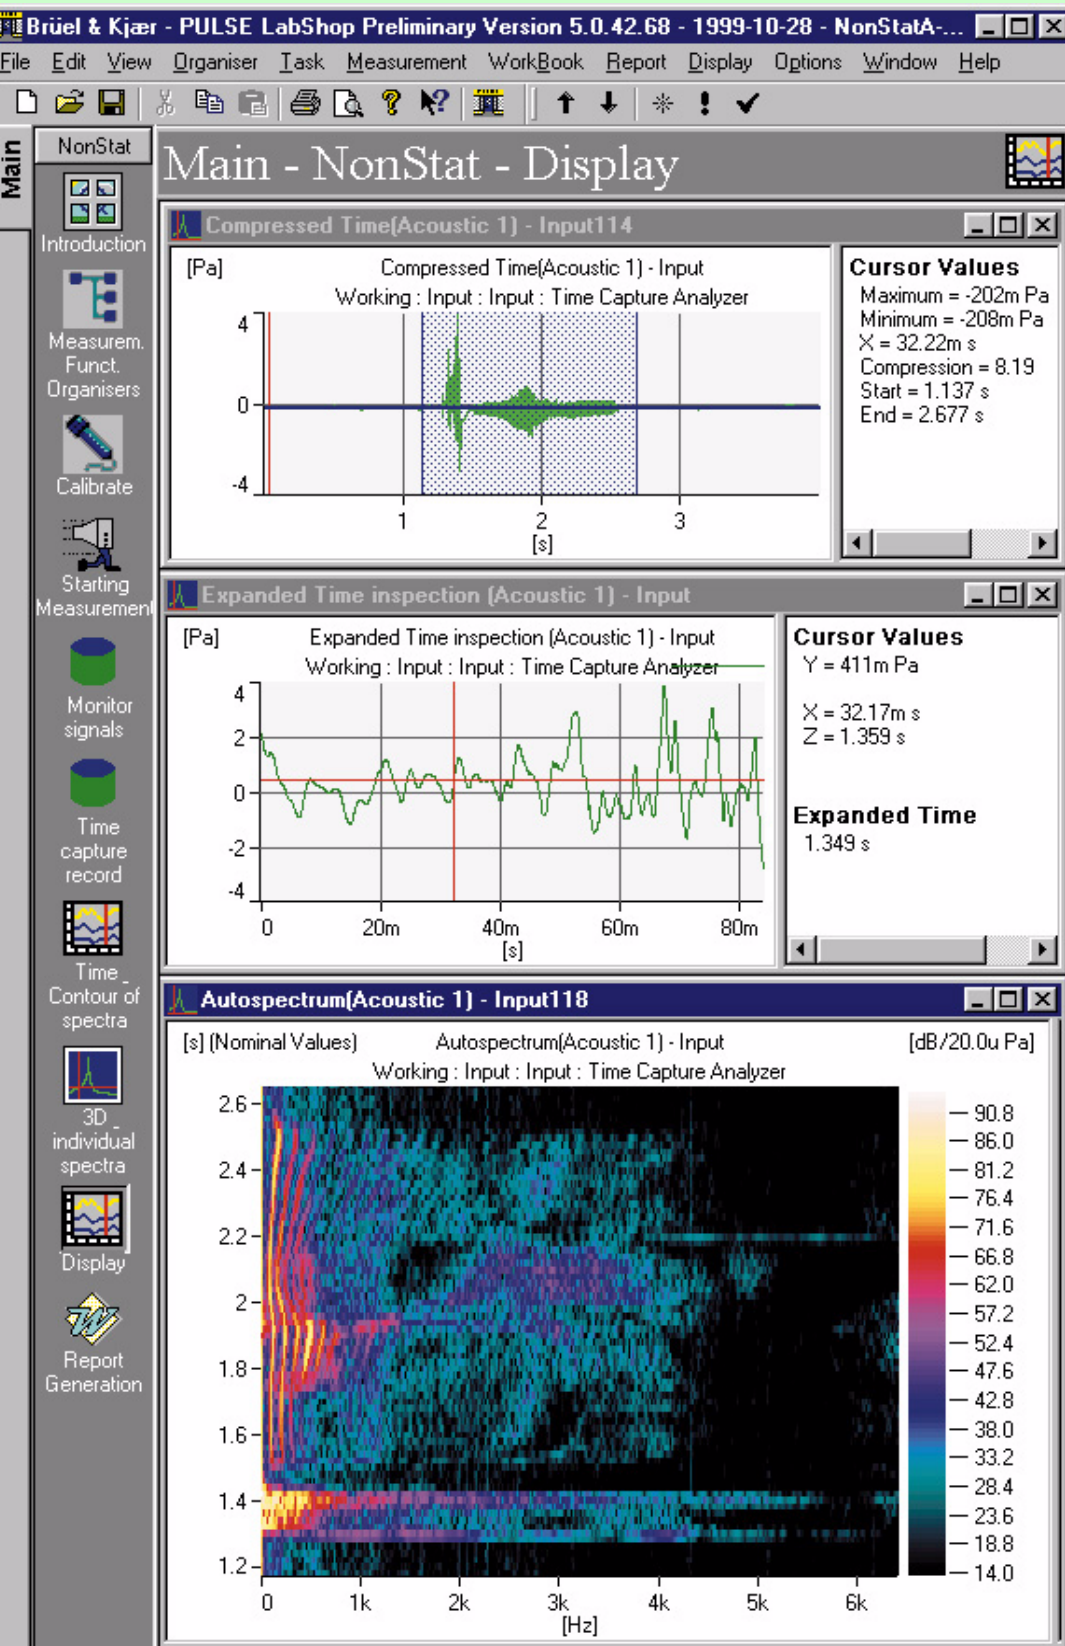 Brüel & Kjær - PULSE LabShop Preliminary Version 5.0.42.68 - 1999-10-28 - NonStatA-...
File Edit View Organiser Task Measurement WorkBook Report Display Options Window Help
Main
NonStat
Introduction
Measurem.
Funct.
Organisers
Calibrate
Starting
Measurement
Monitor
signals
Time
capture
record
Time _
Contour of
spectra
3D _
individual
spectra
Display
Report
Generation
Main - NonStat - Display
Compressed Time(Acoustic 1) - Input114
[Pa] Compressed Time(Acoustic 1) - Input
Working : Input : Input : Time Capture Analyzer
4
0
-4
1 2 3
[s]
Cursor Values
Maximum = -202m Pa
Minimum = -208m Pa
X = 32.22m s
Compression = 8.19
Start = 1.137 s
End = 2.677 s
Expanded Time inspection (Acoustic 1) - Input
[Pa] Expanded Time inspection (Acoustic 1) - Input
Working : Input : Input : Time Capture Analyzer
4
2
0
-2
-4
0 20m 40m 60m 80m
[s]
Cursor Values
Y = 411m Pa
X = 32.17m s
Z = 1.359 s
Expanded Time
1.349 s
Autospectrum(Acoustic 1) - Input118
[s] (Nominal Values) Autospectrum(Acoustic 1) - Input [dB/20.0u Pa]
Working : Input : Input : Time Capture Analyzer
2.6
2.4
2.2
2
1.8
1.6
1.4
1.2
0 1k 2k 3k 4k 5k 6k
[Hz]
90.8
86.0
81.2
76.4
71.6
66.8
62.0
57.2
52.4
47.6
42.8
38.0
33.2
28.4
23.6
18.8
14.0